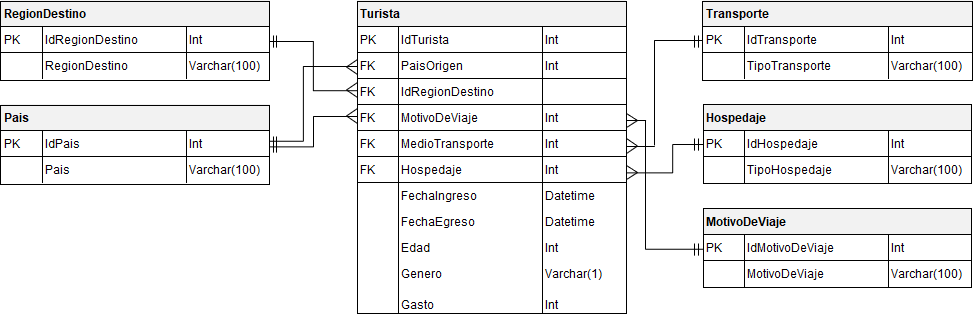 RegionDestino
PK IdRegionDestino Int
RegionDestino Varchar(100)
Pais
PK IdPais Int
Pais Varchar(100)
Turista
PK IdTurista Int
FK PaisOrigen Int
FK IdRegionDestino
FK MotivoDeViaje Int
FK MedioTransporte Int
FK Hospedaje Int
FechaIngreso Datetime
FechaEgreso Datetime
Edad Int
Genero Varchar(1)
Gasto Int
Transporte
PK IdTransporte Int
TipoTransporte Varchar(100)
Hospedaje
PK IdHospedaje Int
TipoHospedaje Varchar(100)
MotivoDeViaje
PK IdMotivoDeViaje Int
MotivoDeViaje Varchar(100)